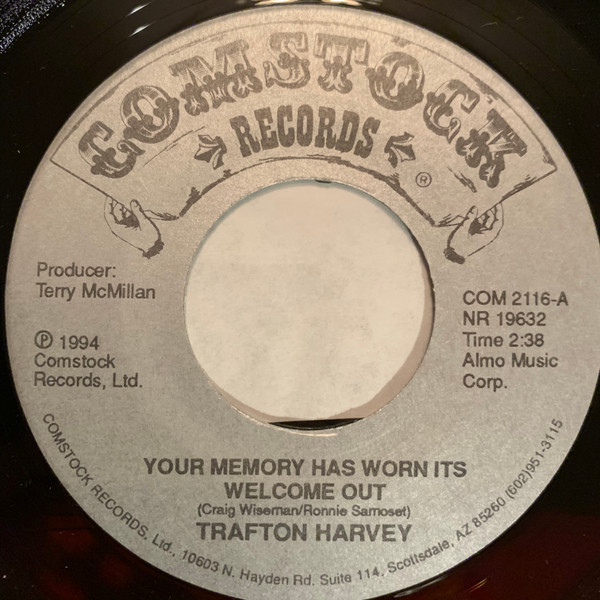 COMSTOCK
RECORDS
®
Producer:
Terry McMillan
℗ 1994
Comstock
Records, Ltd.
COM 2116-A
NR 19632
Time 2:38
Almo Music
Corp.
YOUR MEMORY HAS WORN ITS
WELCOME OUT
(Craig Wiseman/Ronnie Samoset)
TRAFTON HARVEY
COMSTOCK RECORDS, Ltd., 10603 N. Hayden Rd. Suite 114, Scottsdale, AZ 85260 (602)951-3115